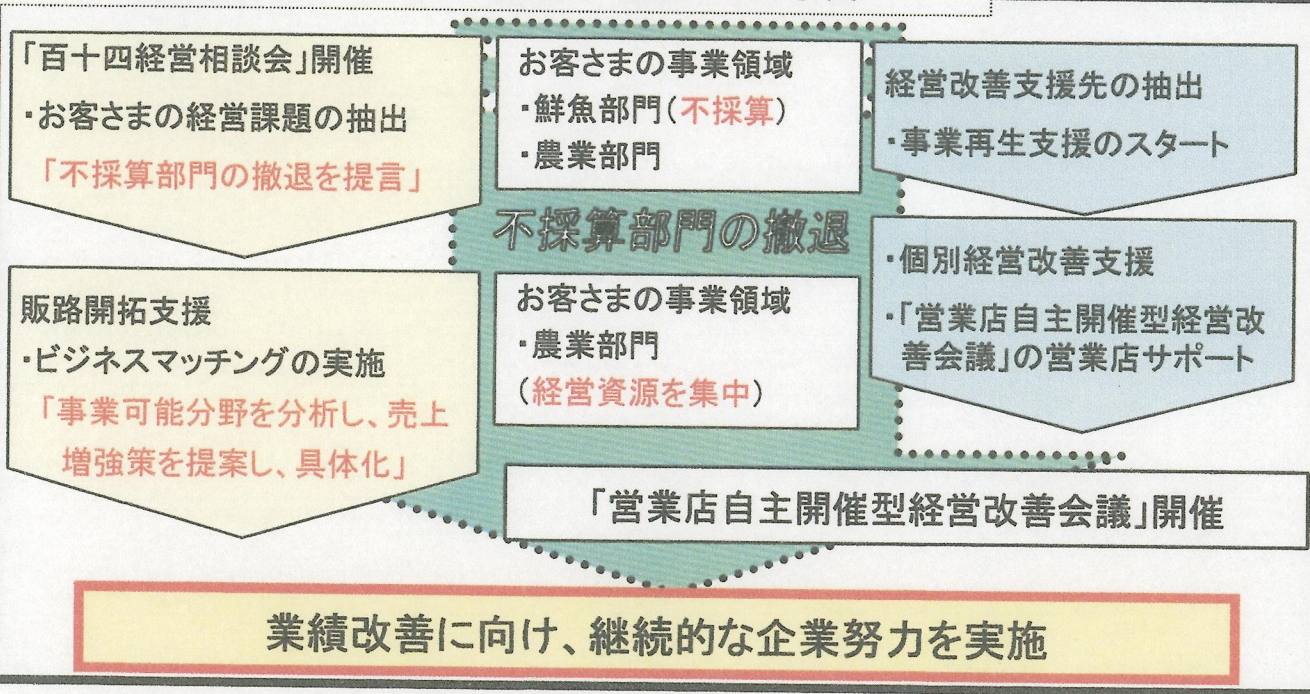 「百十四経営相談会」開催
・お客さまの経営課題の抽出
「不採算部門の撤退を提言」
販路開拓支援
・ビジネスマッチングの実施
「事業可能分野を分析し、売上
増強策を提案し、具体化」
お客さまの事業領域
・鮮魚部門(不採算)
・農業部門
不採算部門の撤退
お客さまの事業領域
・農業部門
(経営資源を集中)
経営改善支援先の抽出
・事業再生支援のスタート
・個別経営改善支援
・「営業店自主開催型経営改
善会議」の営業店サポート
「営業店自主開催型経営改善会議」開催
業績改善に向け、継続的な企業努力を実施